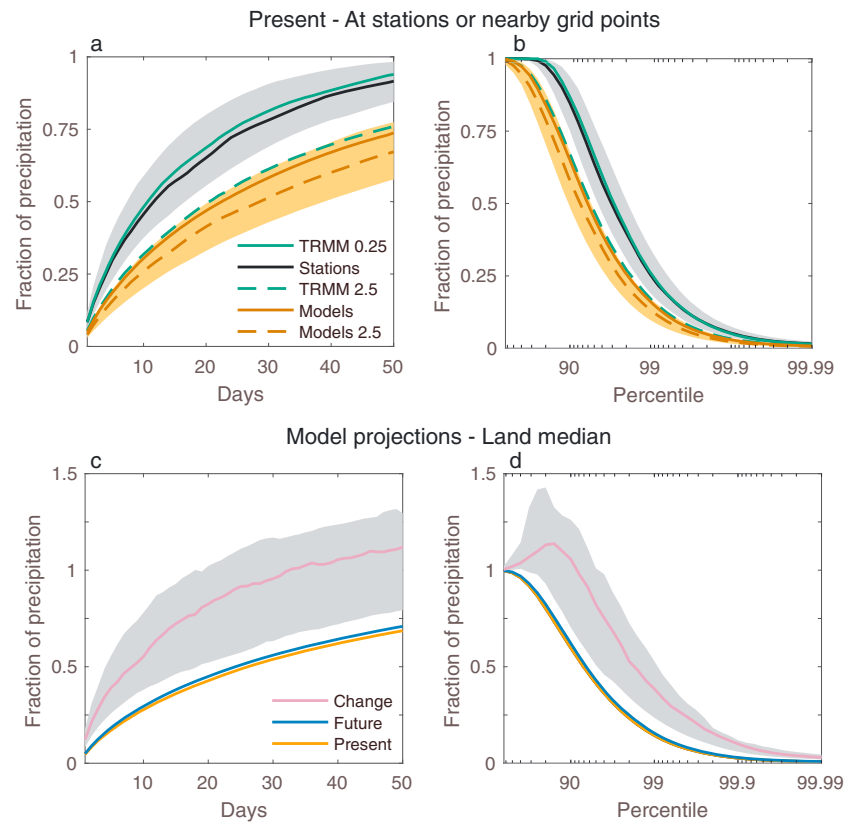 Present - At stations or nearby grid points
a
b
Fraction of precipitation
1
0.75
0.5
0.25
0
TRMM 0.25
Stations
TRMM 2.5
Models
Models 2.5
10 20 30 40 50
Days
Fraction of precipitation
1
0.75
0.5
0.25
0
90 99 99.9 99.99
Percentile
Model projections - Land median
c
d
Fraction of precipitation
1.5
1
0.5
0
Change
Future
Present
10 20 30 40 50
Days
Fraction of precipitation
1.5
1
0.5
0
90 99 99.9 99.99
Percentile